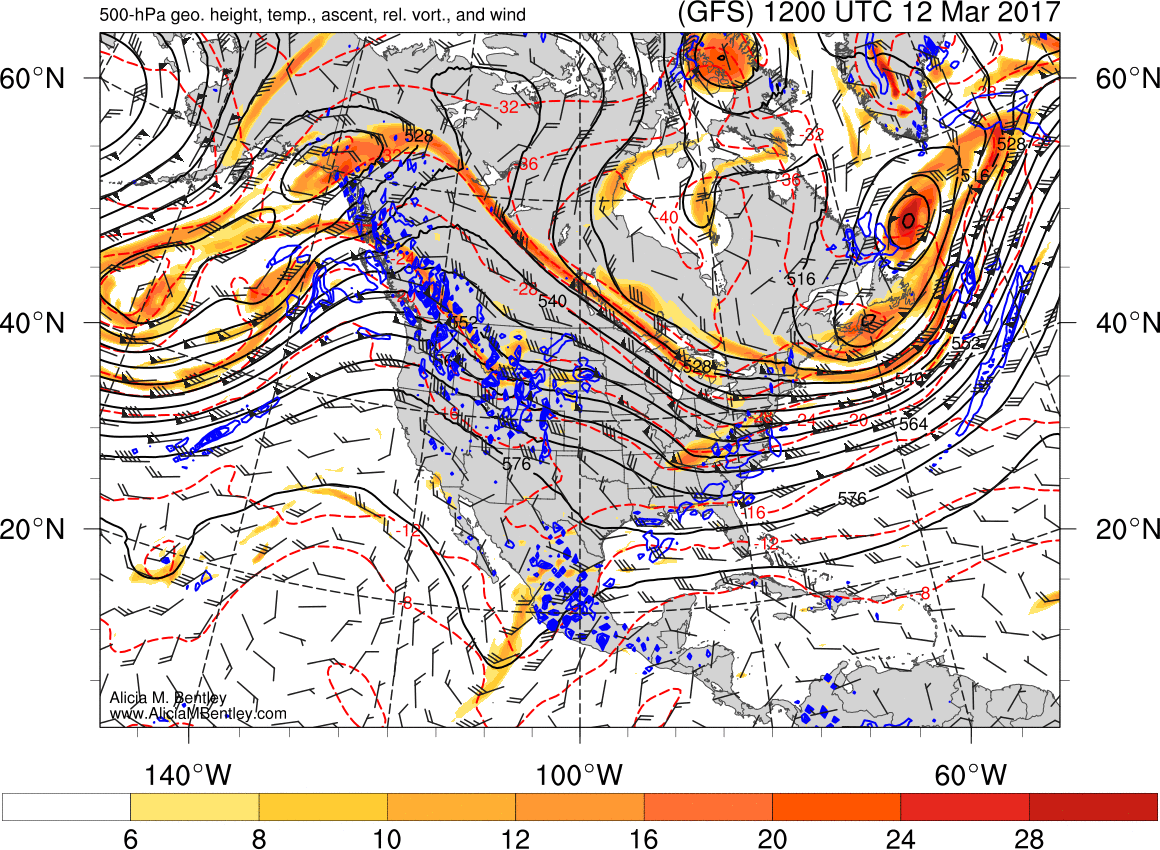 500-hPa geo. height, temp., ascent, rel. vort., and wind
(GFS) 1200 UTC 12 Mar 2017
60°N
60°N
-32
528
-36
-32
-36
-40
528
516
-24
516
-28
540
40°N
40°N
552
528
552
540
564
-24
-20
564
-16
576
576
-16
20°N
20°N
-12
-12
-8
8
Alicia M. Bentley
www.AliciaMBentley.com
140°W
100°W
60°W
6
8
10
12
16
20
24
28